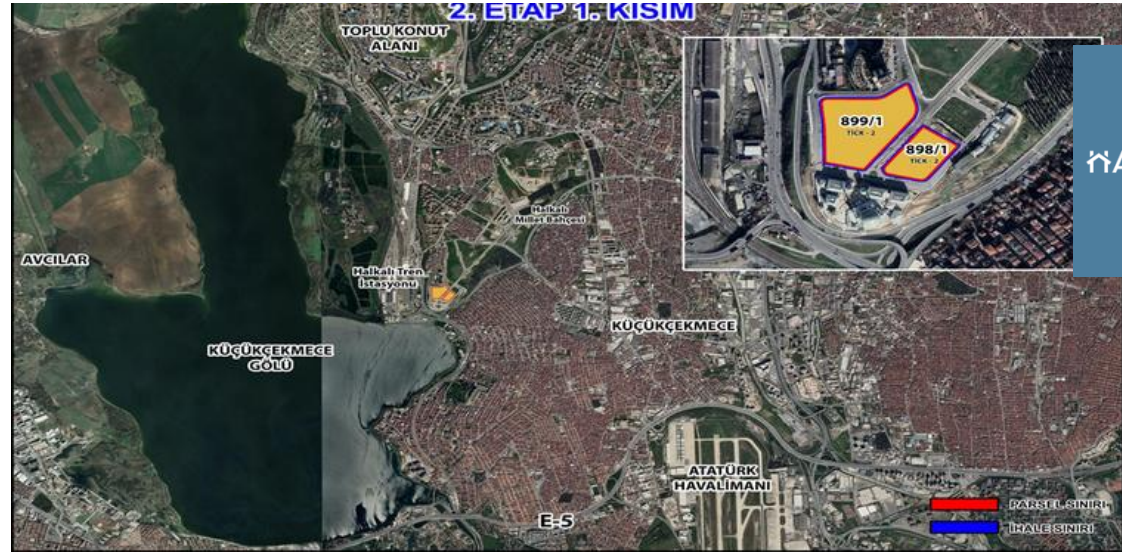 2. ETAP 1. KISIM
TOPLU KONUT
ALANI
899/1
TİCK - 2
898/1
TİCK - 2
Halkalı
Millet Bahçesi
AVCILAR
Halkalı Tren
İstasyonu
KÜÇÜKÇEKMECE
KÜÇÜKÇEKMECE
GÖLÜ
ATATÜRK
HAVALİMANI
E-5
PARSEL SINIRI
İHALE SINIRI